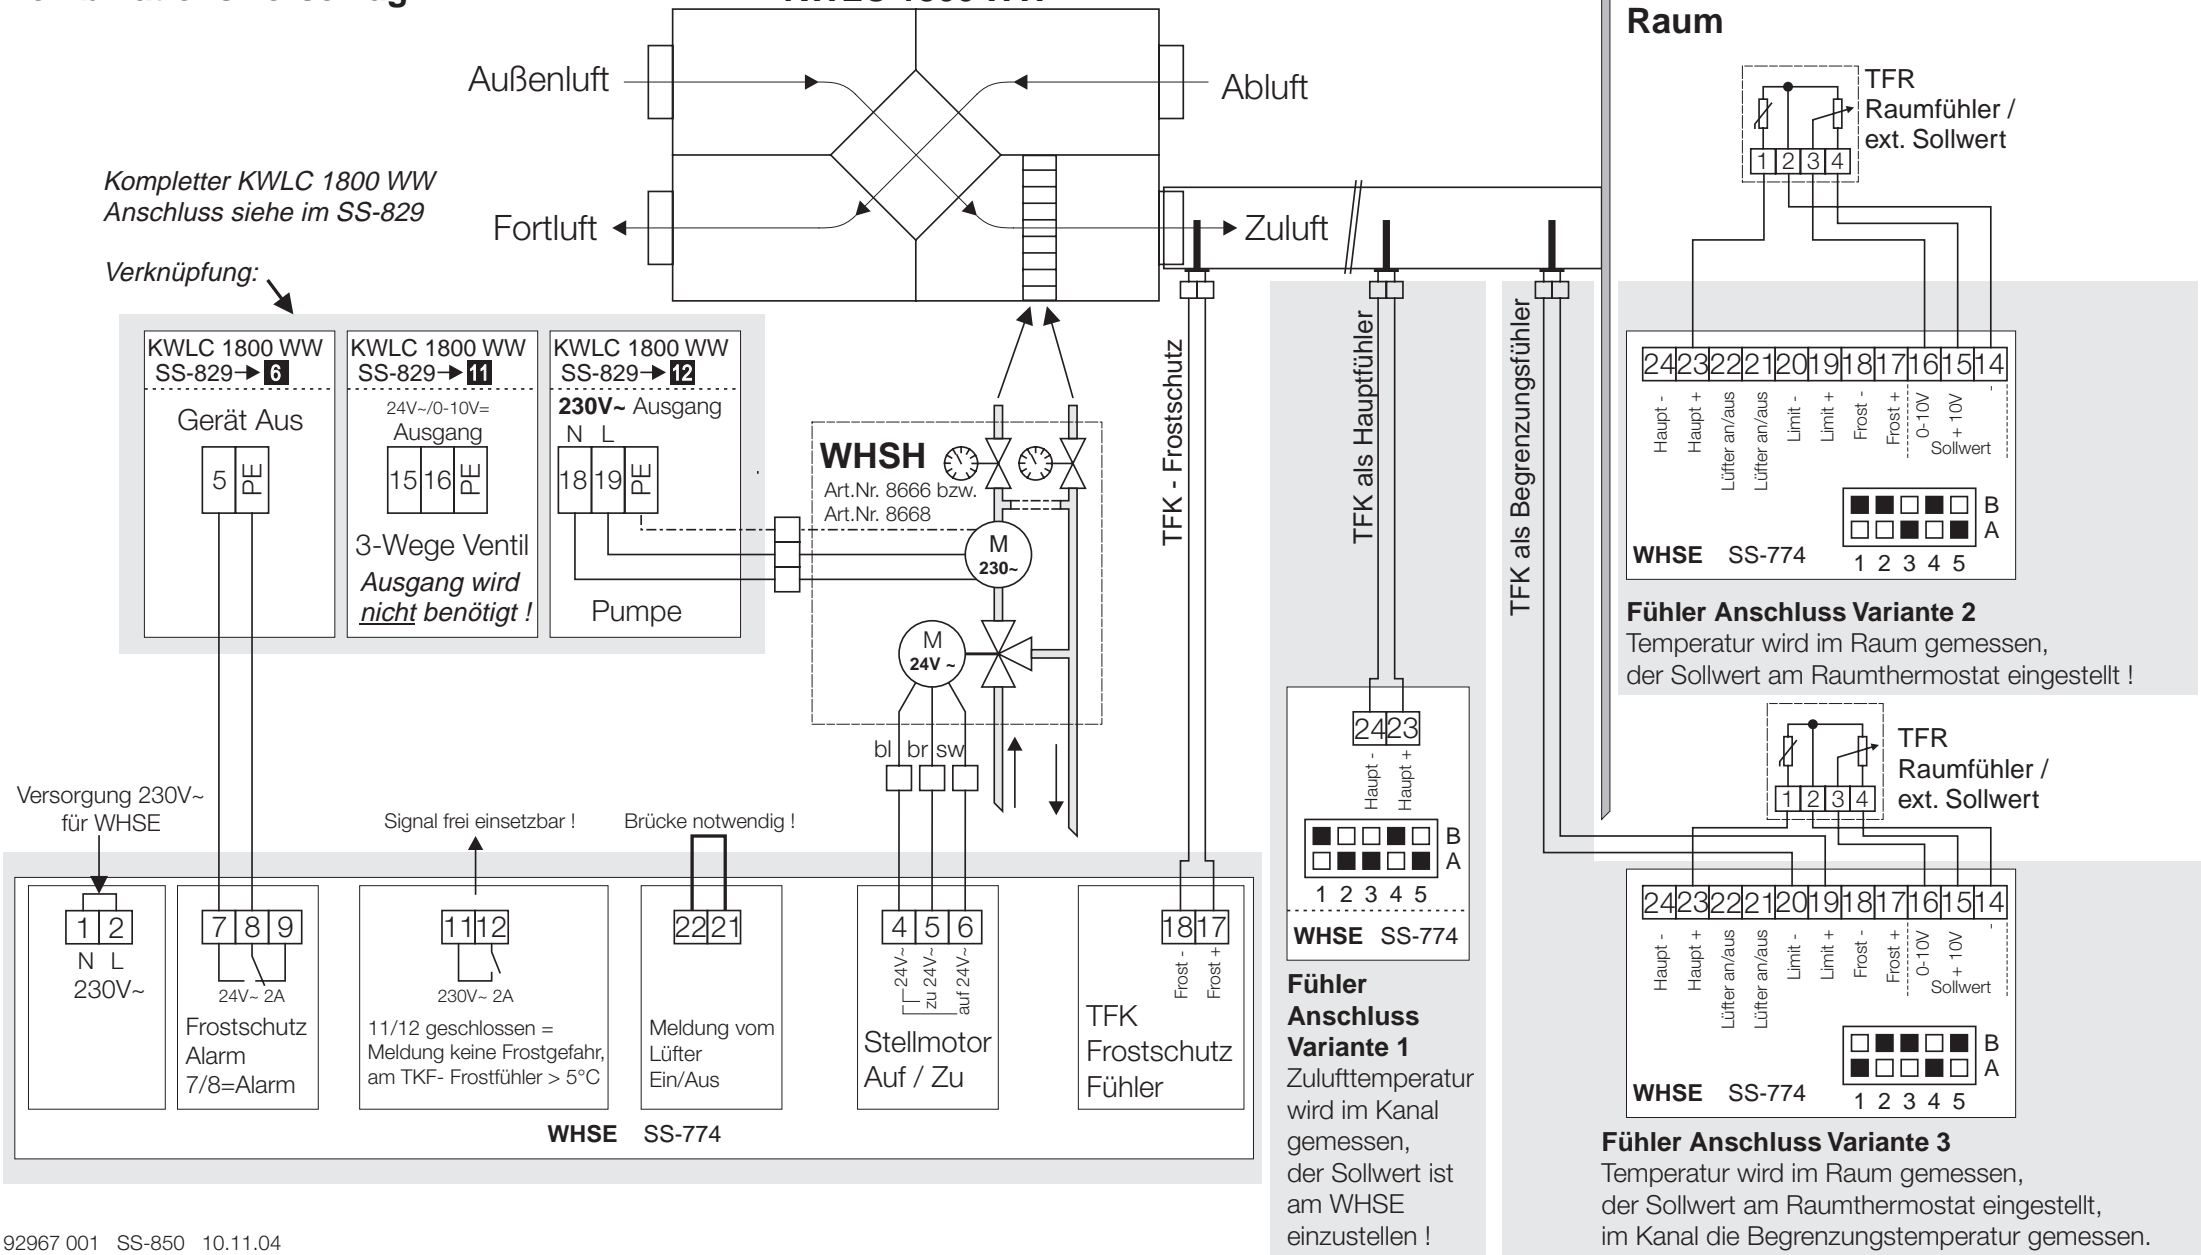 Raum
Außenluft
Abluft
Fortluft
Zuluft
Kompletter KWLC 1800 WW
Anschluss siehe im SS-829
Verknüpfung:
KWLC 1800 WW
SS-829 6
Gerät Aus
5 PE
KWLC 1800 WW
SS-829 11
24V~/0-10V=
Ausgang
15 16 PE
3-Wege Ventil
Ausgang wird
nicht benötigt !
KWLC 1800 WW
SS-829 12
230V~ Ausgang
N L
18 19 PE
Pumpe
WHSH
Art.Nr. 8666 bzw.
Art.Nr. 8668
M
230~
M
24V ~
bl br sw
TFK - Frostschutz
TFK als Hauptfühler
TFK als Begrenzungsfühler
Versorgung 230V~
für WHSE
Signal frei einsetzbar !
Brücke notwendig !
1 2
N L
230V~
7 8 9
24V~ 2A
Frostschutz
Alarm
7/8=Alarm
11 12
230V~ 2A
11/12 geschlossen =
Meldung keine Frostgefahr,
am TKF- Frostfühler > 5°C
22 21
Meldung vom
Lüfter
Ein/Aus
4 5 6
24V~
zu 24V~
auf 24V~
Stellmotor
Auf / Zu
18 17
Frost -
Frost +
TFK
Frostschutz
Fühler
WHSE SS-774
24 23
Haupt -
Haupt +
B
A
1 2 3 4 5
WHSE SS-774
Fühler
Anschluss
Variante 1
Zulufttemperatur
wird im Kanal
gemessen,
der Sollwert ist
am WHSE
einzustellen !
TFR
Raumfühler /
ext. Sollwert
1 2 3 4
24 23 22 21 20 19 18 17 16 15 14
Haupt -
Haupt +
Lüfter an/aus
Lüfter an/aus
Limit -
Limit +
Frost -
Frost +
0-10V
+ 10V
-
Sollwert
B
A
1 2 3 4 5
WHSE SS-774
Fühler Anschluss Variante 2
Temperatur wird im Raum gemessen,
der Sollwert am Raumthermostat eingestellt !
TFR
Raumfühler /
ext. Sollwert
1 2 3 4
24 23 22 21 20 19 18 17 16 15 14
Haupt -
Haupt +
Lüfter an/aus
Lüfter an/aus
Limit -
Limit +
Frost -
Frost +
0-10V
+ 10V
-
Sollwert
B
A
1 2 3 4 5
WHSE SS-774
Fühler Anschluss Variante 3
Temperatur wird im Raum gemessen,
der Sollwert am Raumthermostat eingestellt,
im Kanal die Begrenzungstemperatur gemessen.
92967 001 SS-850 10.11.04